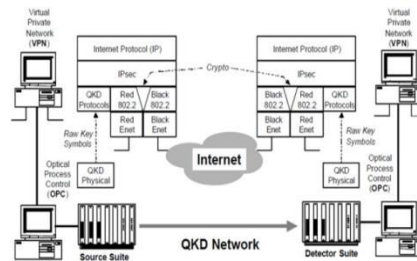 Virtual
Private
Network
(VPN)
Internet Protocol (IP)
IPsec
QKD
Protocols
Red
802.2
Black
802.2
Red
Enet
Black
Enet
Crypto
Internet Protocol (IP)
IPsec
Black
802.2
Red
802.2
QKD
Protocols
Black
Enet
Red
Enet
Virtual
Private
Network
(VPN)
Raw Key
Symbols
Internet
Raw Key
Symbols
Optical
Process
Control
(OPC)
QKD
Physical
QKD
Physical
Optical
Process
Control
(OPC)
Source Suite
QKD Network
Detector Suite